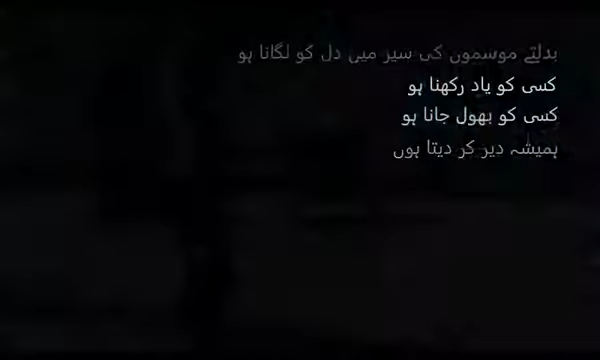 بدلتے موسموں کی سیر میں دل کو لگانا ہو
کسی کو یاد رکھنا ہو
کسی کو بھول جانا ہو
ہمیشہ دیر کر دیتا ہوں